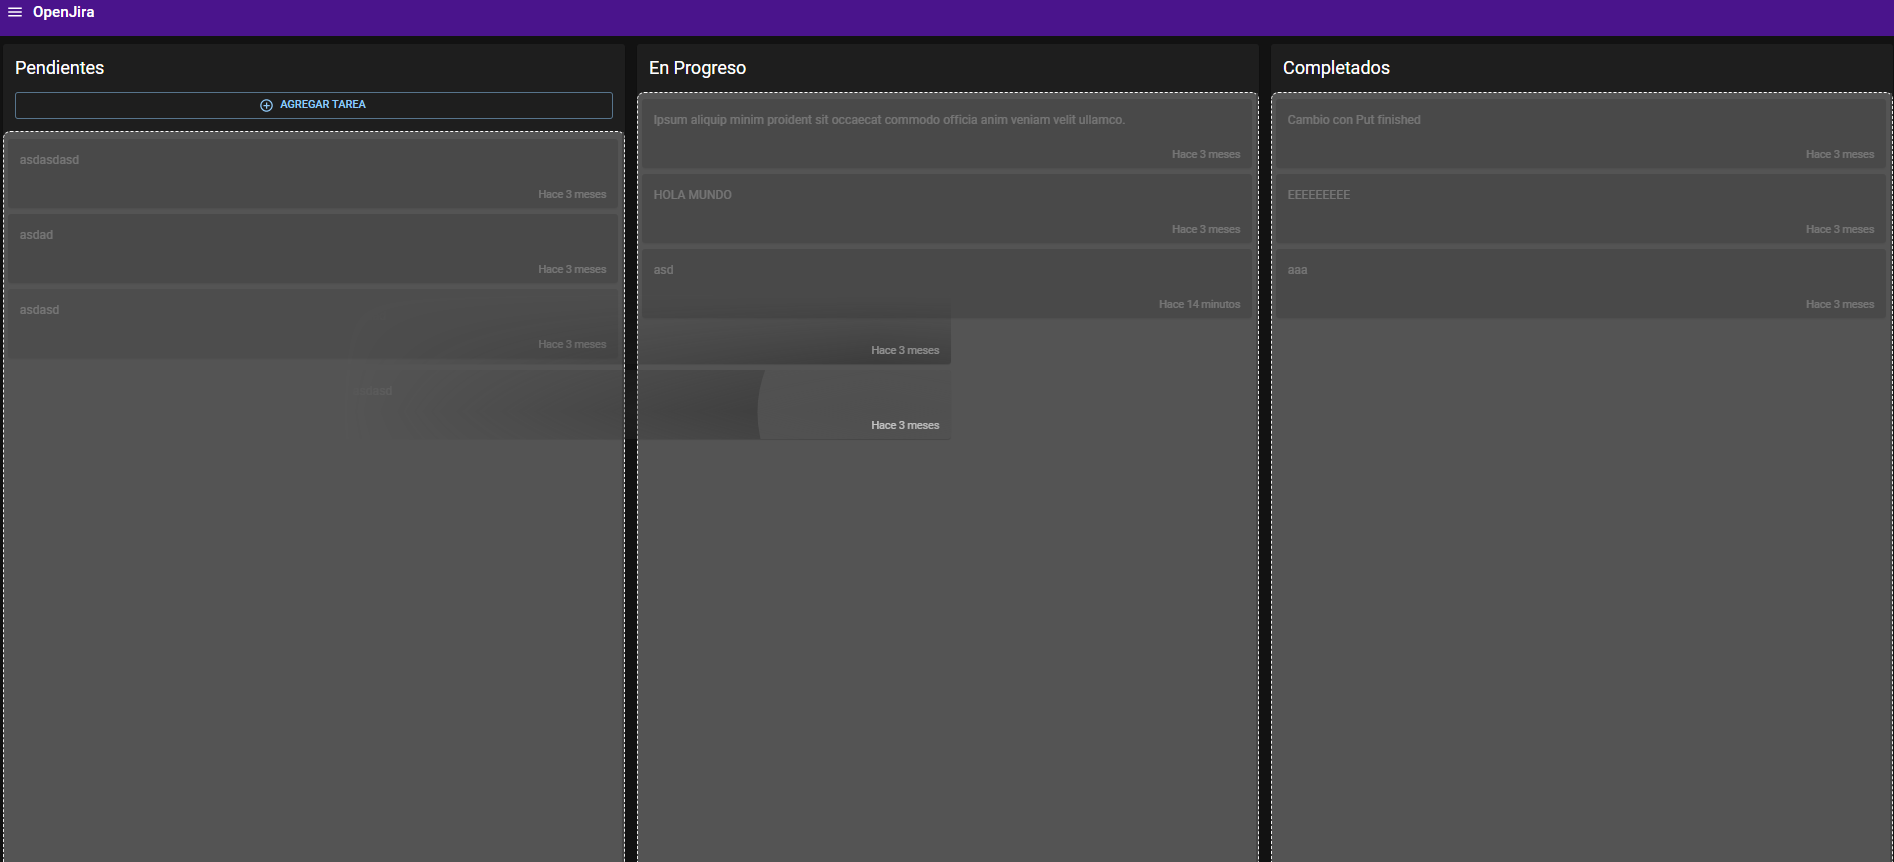 OpenJira
Pendientes
AGREGAR TAREA
asdasdasd
Hace 3 meses
asdad
Hace 3 meses
asdasd
Hace 3 meses
En Progreso
Ipsum aliquip minim proident sit occaecat commodo officia anim veniam velit ullamco.
Hace 3 meses
HOLA MUNDO
Hace 3 meses
asd
Hace 14 minutos
Hace 3 meses
Hace 3 meses
Completados
Cambio con Put finished
Hace 3 meses
EEEEEEEEE
Hace 3 meses
aaa
Hace 3 meses